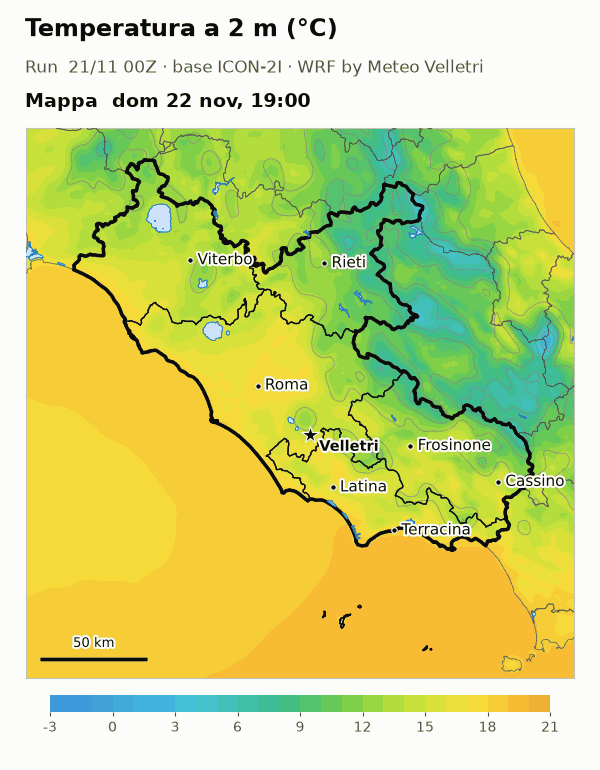 Temperatura a 2 m (°C)
Run  21/11 00Z · base ICON-2I · WRF by Meteo Velletri
Mappa  dom 22 nov, 19:00
Viterbo
Rieti
Roma
Velletri
Frosinone
Latina
Cassino
Terracina
50 km
-3 0 3 6 9 12 15 18 21